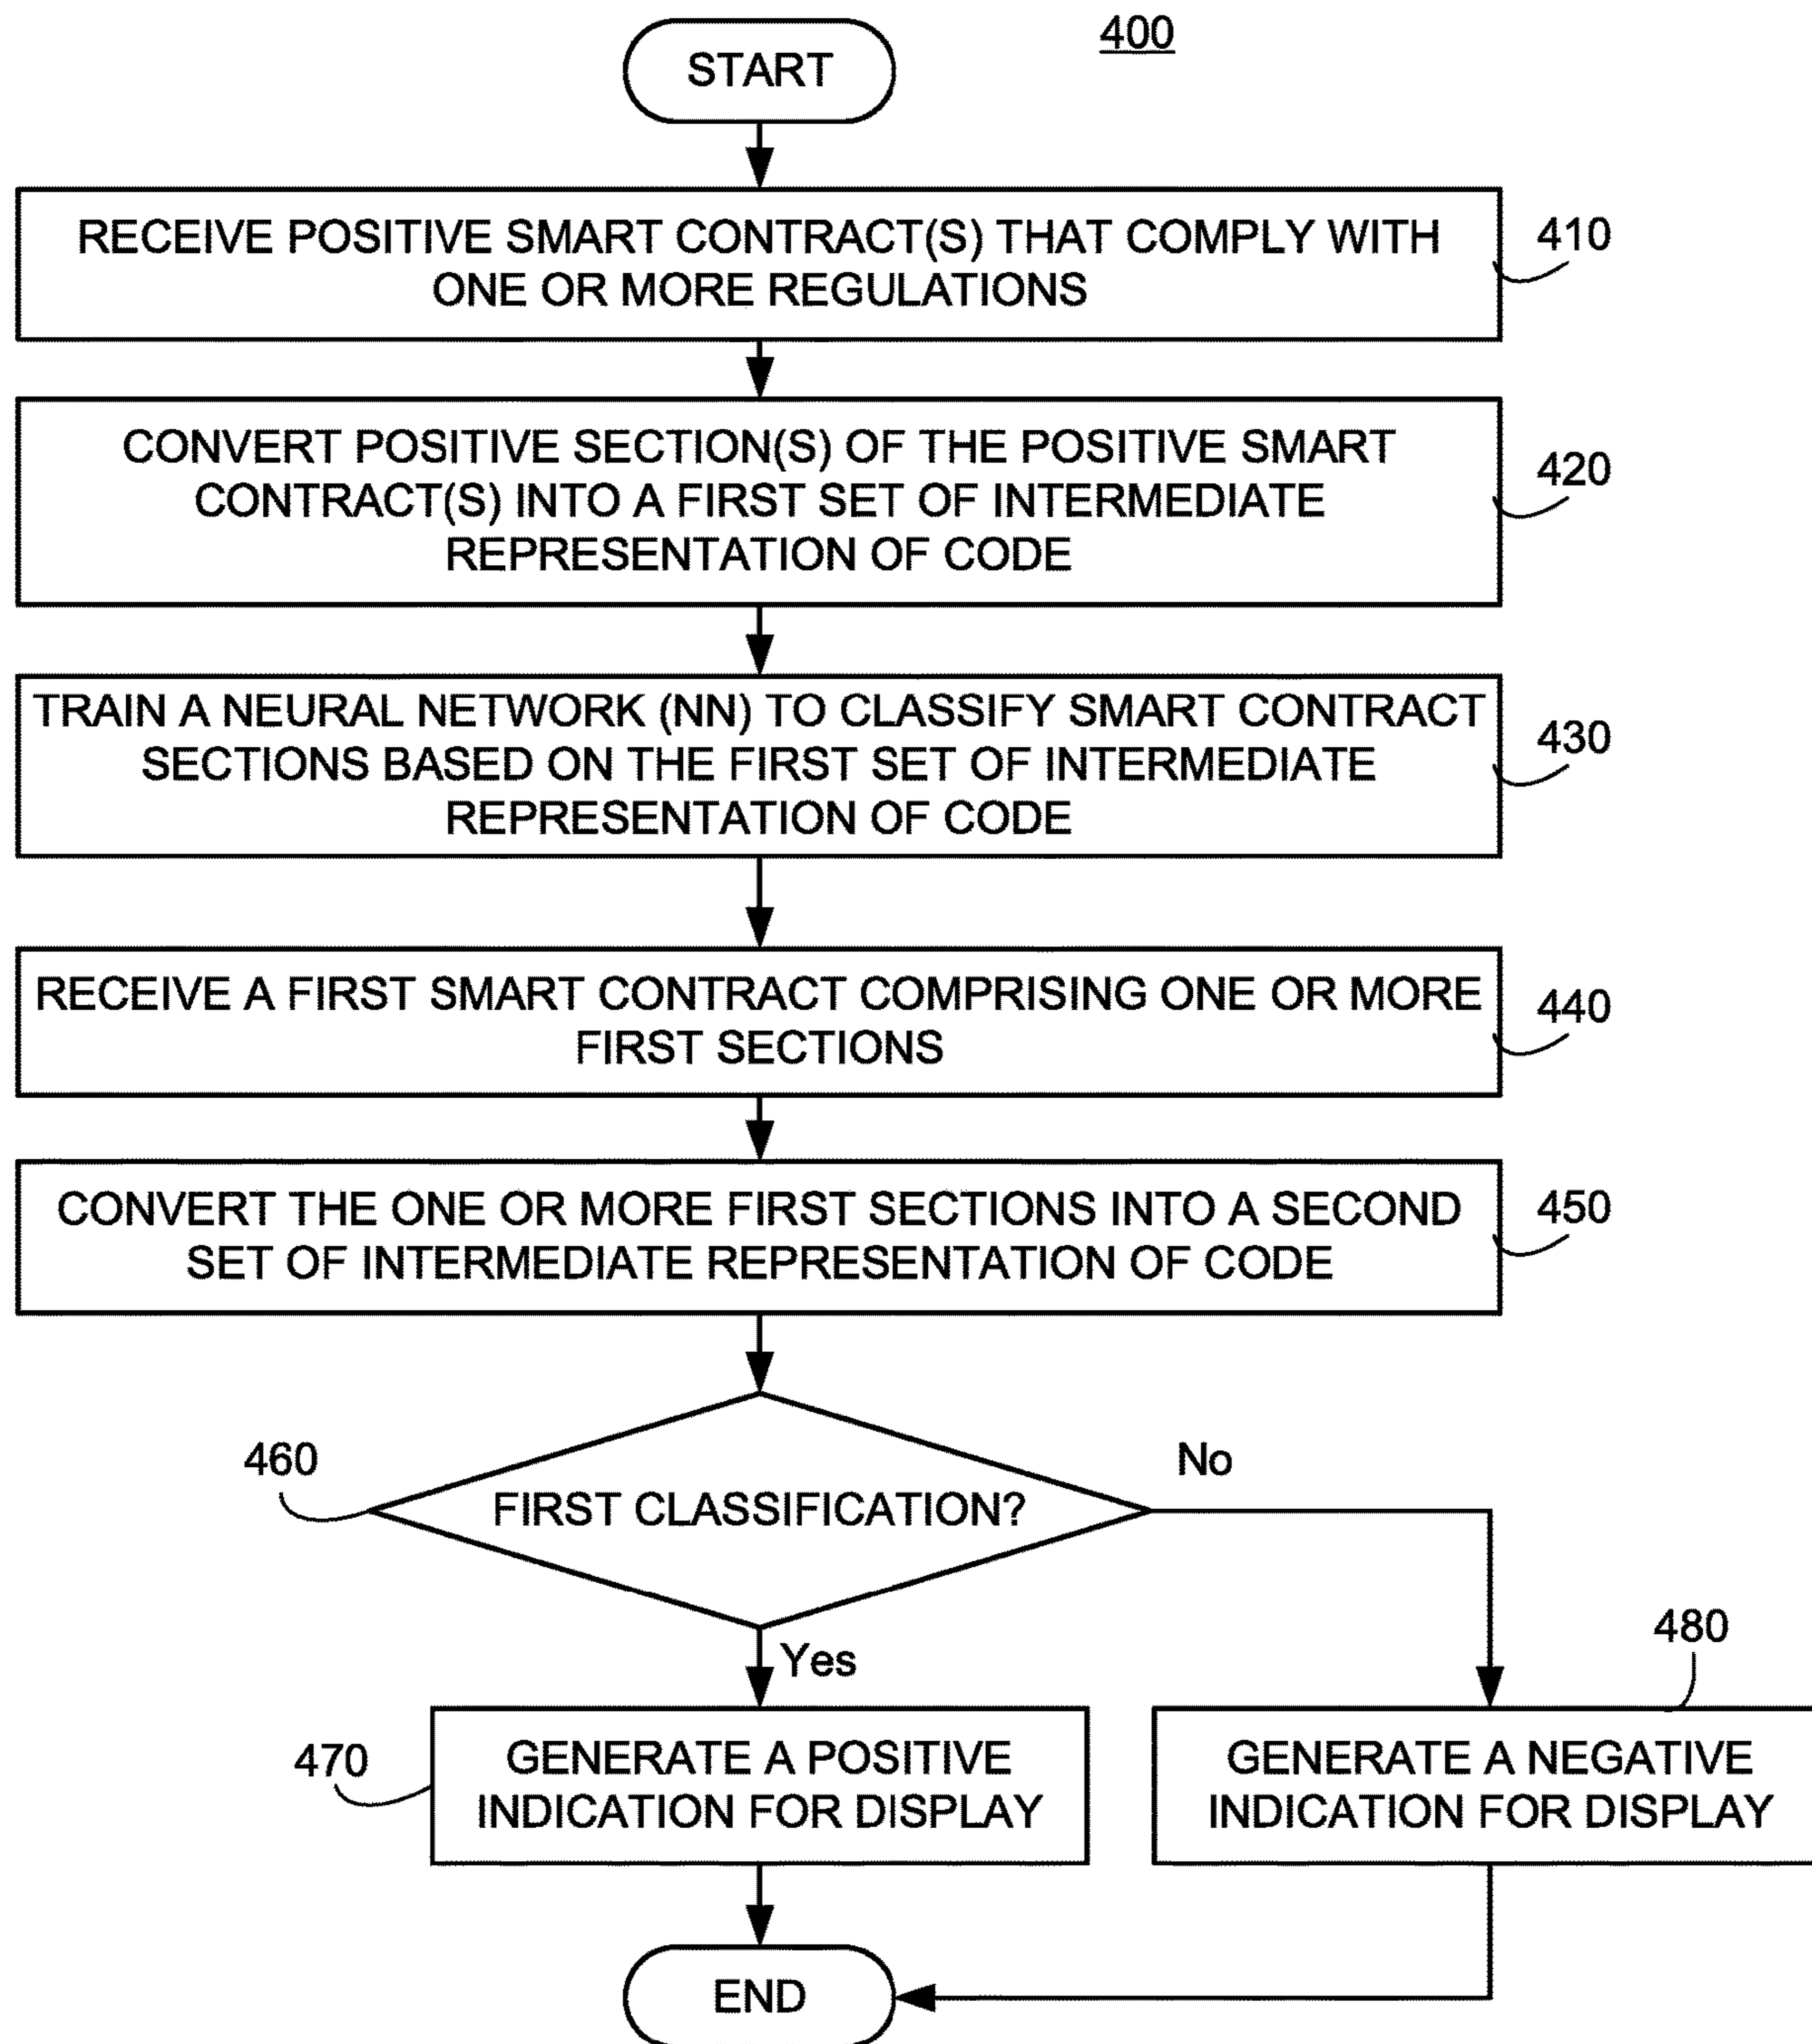 400
START
RECEIVE POSITIVE SMART CONTRACT(S) THAT COMPLY WITH
ONE OR MORE REGULATIONS
410
CONVERT POSITIVE SECTION(S) OF THE POSITIVE SMART
CONTRACT(S) INTO A FIRST SET OF INTERMEDIATE
REPRESENTATION OF CODE
420
TRAIN A NEURAL NETWORK (NN) TO CLASSIFY SMART CONTRACT
SECTIONS BASED ON THE FIRST SET OF INTERMEDIATE
REPRESENTATION OF CODE
430
RECEIVE A FIRST SMART CONTRACT COMPRISING ONE OR MORE
FIRST SECTIONS
440
CONVERT THE ONE OR MORE FIRST SECTIONS INTO A SECOND
SET OF INTERMEDIATE REPRESENTATION OF CODE
450
460
FIRST CLASSIFICATION?
No
Yes
470
GENERATE A POSITIVE
INDICATION FOR DISPLAY
480
GENERATE A NEGATIVE
INDICATION FOR DISPLAY
END